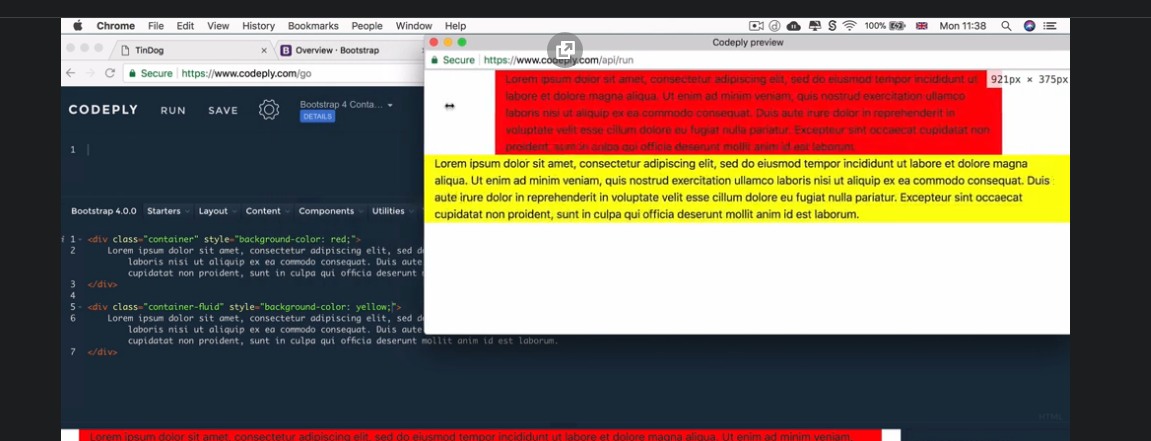 Chrome File Edit View History Bookmarks People Window Help 100% Mon 11:38
TinDog × B Overview · Bootstrap
Codeply preview
Secure | https://www.codeply.com/go
Secure | https://www.codeply.com/api/run
921px × 375px
CODEPLY RUN SAVE Bootstrap 4 Conta...
DETAILS
Lorem ipsum dolor sit amet, consectetur adipiscing elit, sed do eiusmod tempor incididunt ut
labore et dolore magna aliqua. Ut enim ad minim veniam, quis nostrud exercitation ullamco
laboris nisi ut aliquip ex ea commodo consequat. Duis aute irure dolor in reprehenderit in
voluptate velit esse cillum dolore eu fugiat nulla pariatur. Excepteur sint occaecat cupidatat non
proident, sunt in culpa qui officia deserunt mollit anim id est laborum.
Lorem ipsum dolor sit amet, consectetur adipiscing elit, sed do eiusmod tempor incididunt ut labore et dolore magna
aliqua. Ut enim ad minim veniam, quis nostrud exercitation ullamco laboris nisi ut aliquip ex ea commodo consequat. Duis
aute irure dolor in reprehenderit in voluptate velit esse cillum dolore eu fugiat nulla pariatur. Excepteur sint occaecat
cupidatat non proident, sunt in culpa qui officia deserunt mollit anim id est laborum.
1
Bootstrap 4.0.0 Starters Layout Content Components Utilities
1 <div class="container" style="background-color: red;">
2 Lorem ipsum dolor sit amet, consectetur adipiscing elit, sed d
laboris nisi ut aliquip ex ea commodo consequat. Duis aute
cupidatat non proident, sunt in culpa qui officia deserunt
3 </div>
4
5 <div class="container-fluid" style="background-color: yellow;">
6 Lorem ipsum dolor sit amet, consectetur adipiscing elit, sed d
laboris nisi ut aliquip ex ea commodo consequat. Duis aute
cupidatat non proident, sunt in culpa qui officia deserunt mollit anim id est laborum.
7 </div>
HTML
Lorem ipsum dolor sit amet, consectetur adipiscing elit, sed do eiusmod tempor incididunt ut labore et dolore magna aliqua. Ut enim ad minim veniam,